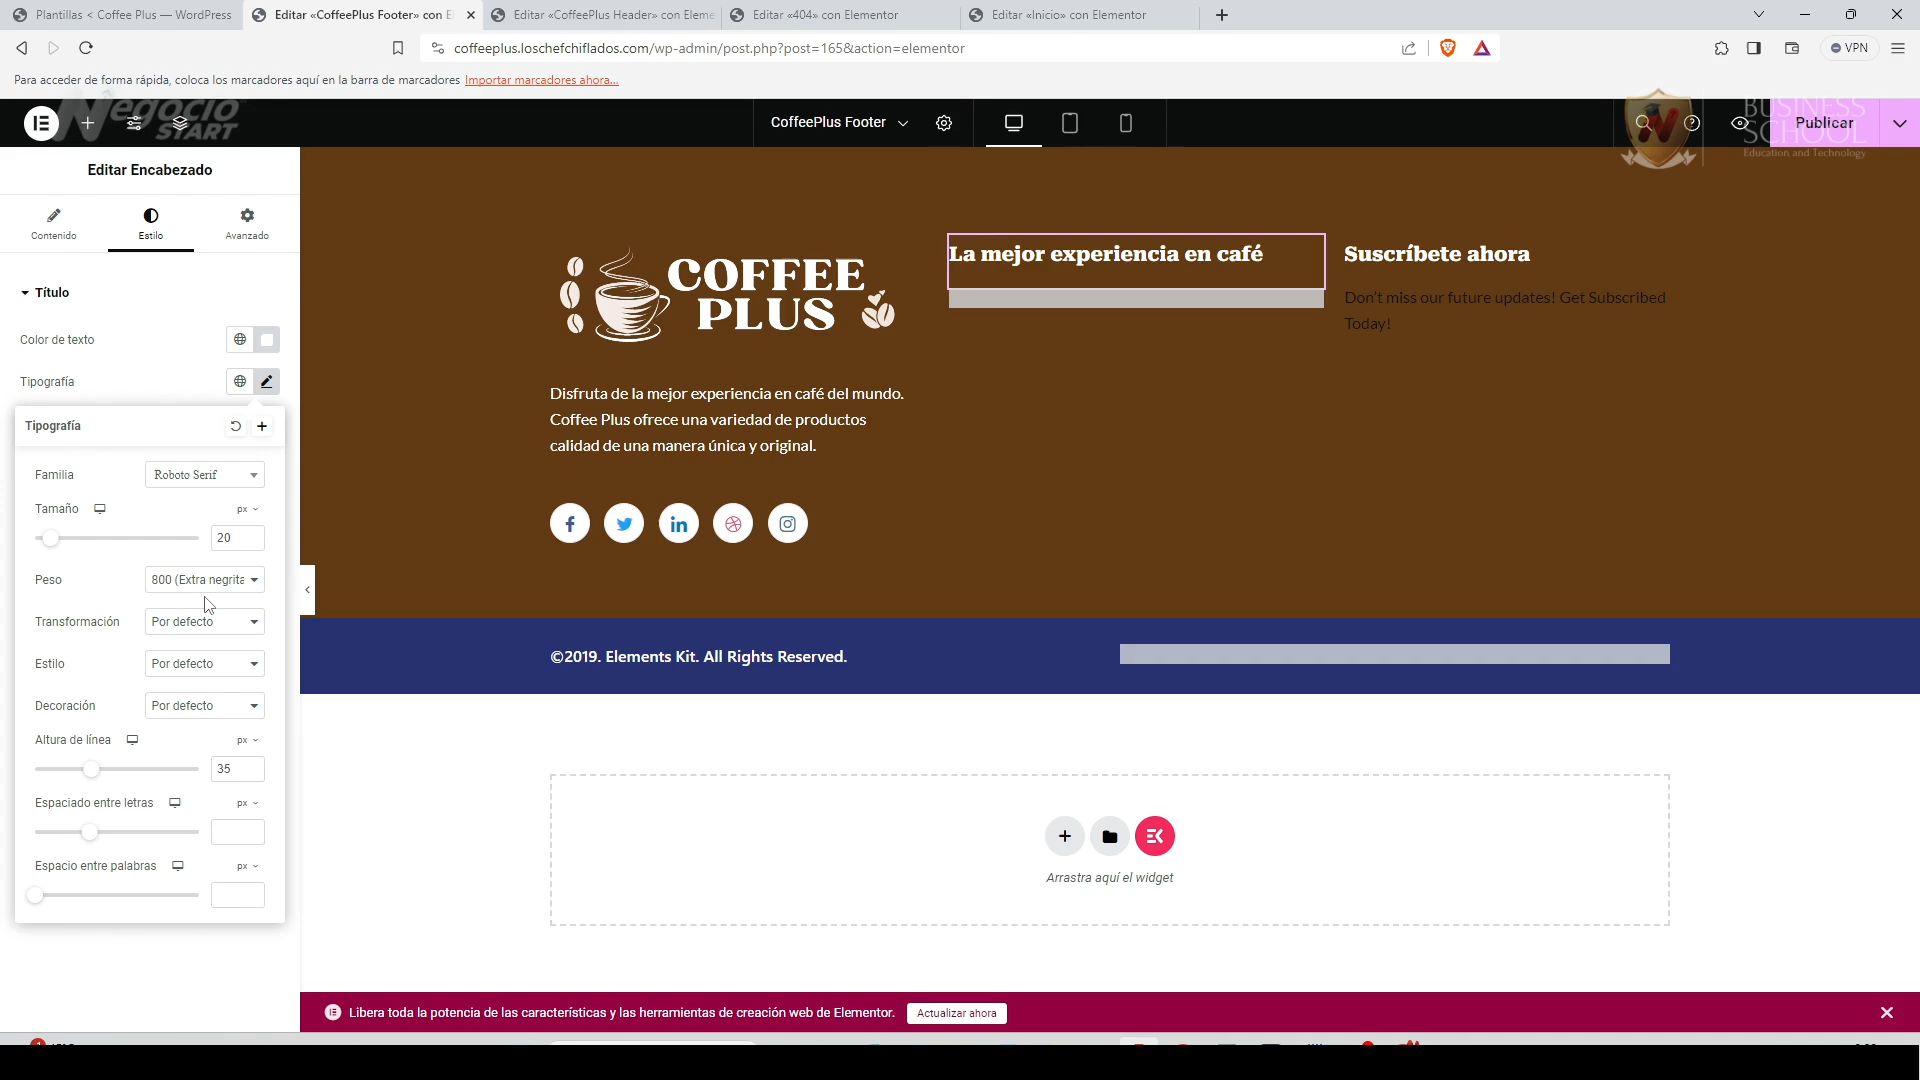 Plantillas < Coffee Plus — WordPress
Editar «CoffeePlus Footer» con El
Editar «CoffeePlus Header» con Eleme
Editar «404» con Elementor
Editar «Inicio» con Elementor
coffeeplus.loschefchiflados.com/wp-admin/post.php?post=165&action=elementor
VPN
Para acceder de forma rápida, coloca los marcadores aquí en la barra de marcadores
Importar marcadores ahora...
Negocio
START
CoffeePlus Footer
BUSINESS
SCHOOL
Education and Technology
Publicar
Editar Encabezado
Contenido
Estilo
Avanzado
Título
Color de texto
Tipografía
Tipografía
Familia
Roboto Serif
Tamaño
px
20
Peso
800 (Extra negrita
Transformación
Por defecto
Estilo
Por defecto
Decoración
Por defecto
Altura de línea
px
35
Espaciado entre letras
px
Espacio entre palabras
px
COFFEE
PLUS
Disfruta de la mejor experiencia en café del mundo.
Coffee Plus ofrece una variedad de productos
calidad de una manera única y original.
La mejor experiencia en café
Suscríbete ahora
Don't miss our future updates! Get Subscribed
Today!
©2019. Elements Kit. All Rights Reserved.
Arrastra aquí el widget
Libera toda la potencia de las características y las herramientas de creación web de Elementor.
Actualizar ahora